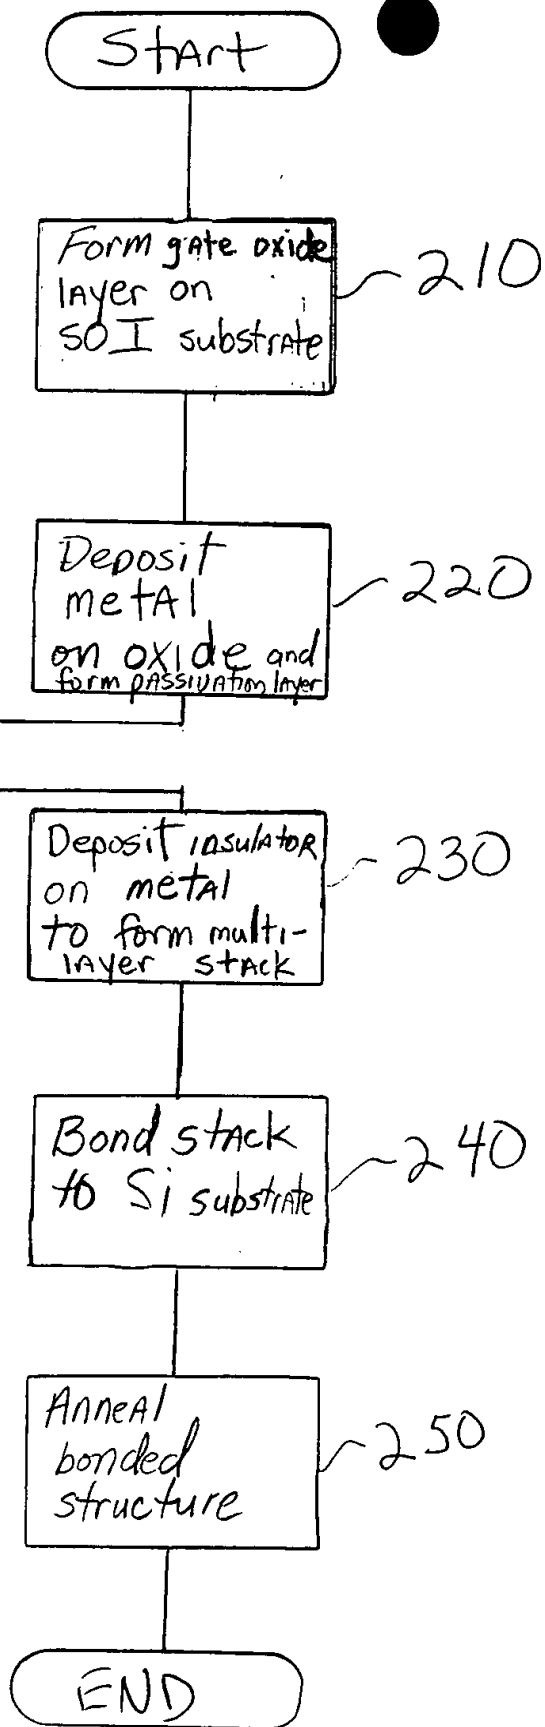 Start
Form gate oxide
layer on
SOI substrate
210
Deposit
metal
on oxide and
form passivation layer
220
Deposit insulator
on metal
to form multi-
layer stack
230
Bond stack
to Si substrate
240
Anneal
bonded
structure
250
END